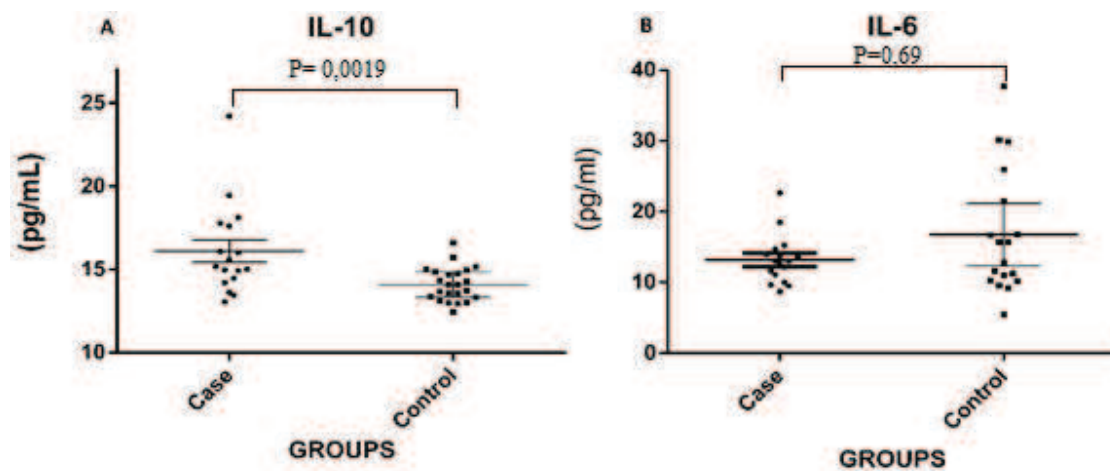 A
IL-10
P= 0,0019
25
20
15
10
(pg/mL)
Case
Control
GROUPS
B
IL-6
P=0.69
40
30
20
10
0
(pg/ml)
Case
Control
GROUPS